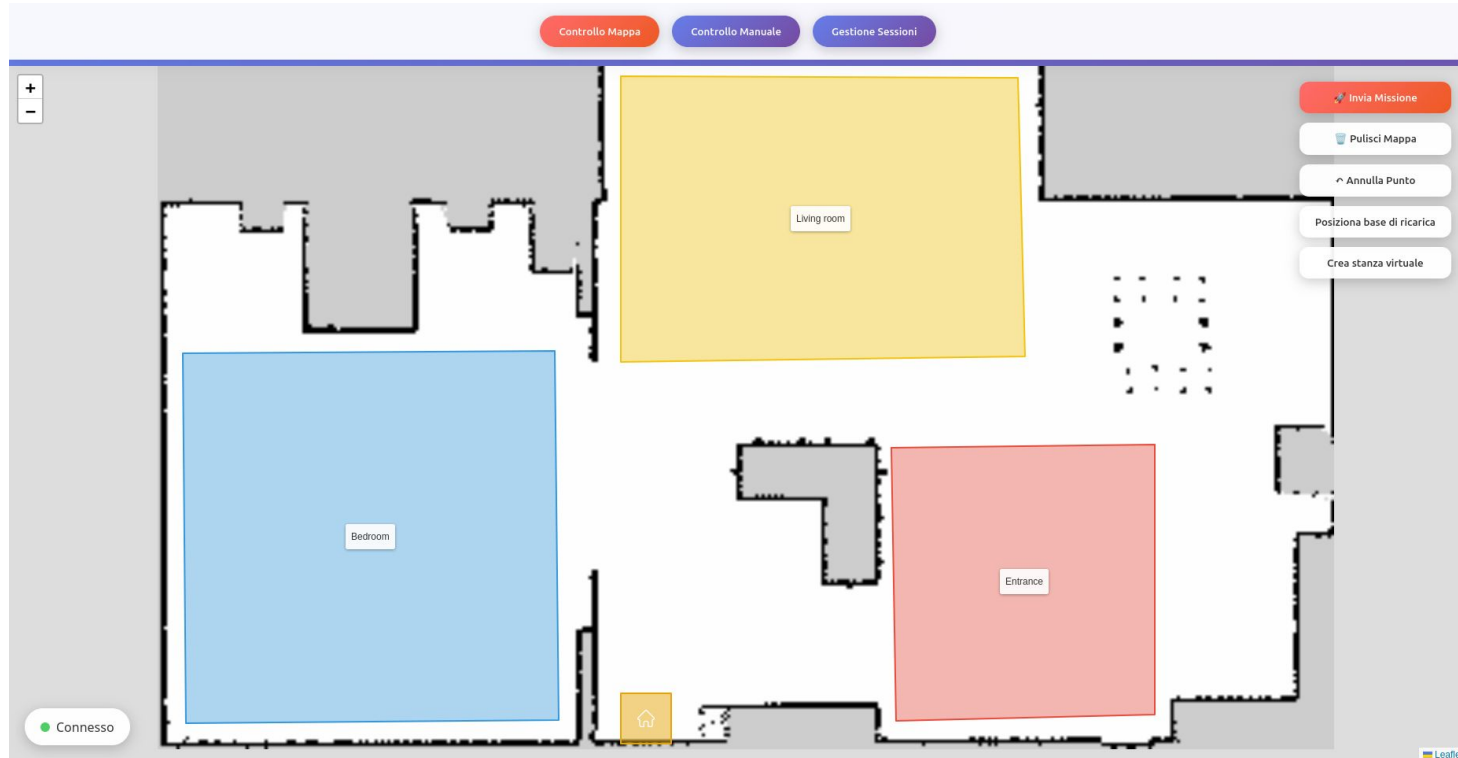 Controllo Mappa
Controllo Manuale
Gestione Sessioni
+
−
🚀 Invia Missione
🗑️ Pulisci Mappa
↶ Annulla Punto
Posiziona base di ricarica
Crea stanza virtuale
Living room
Bedroom
Entrance
Connesso